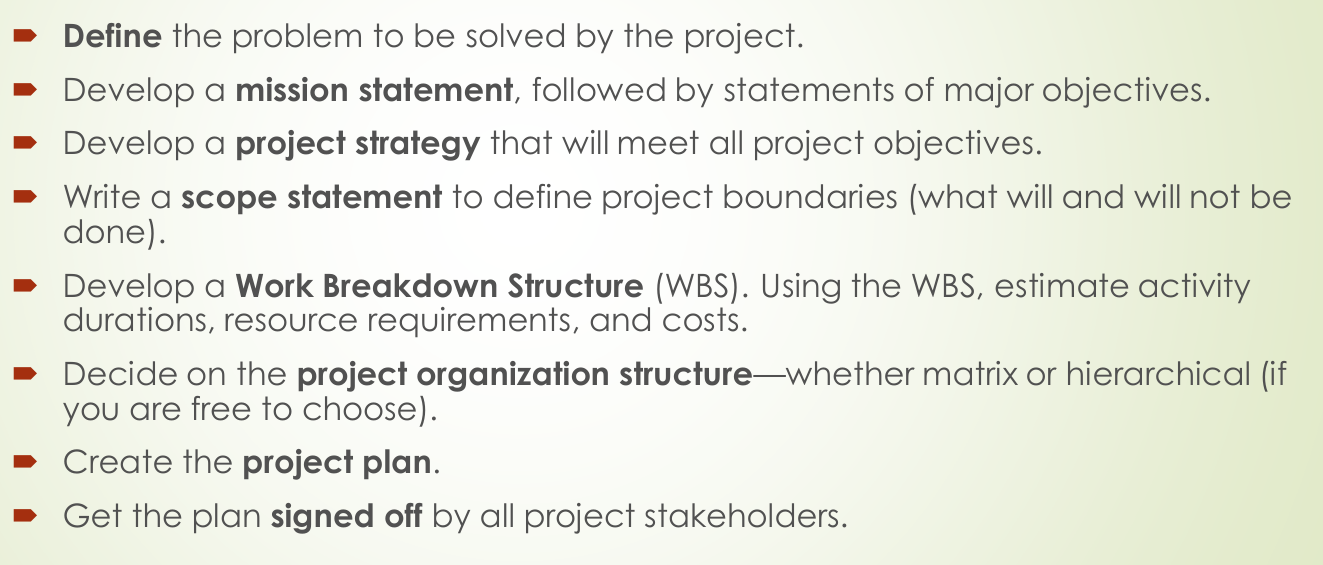 Define the problem to be solved by the project.
Develop a mission statement, followed by statements of major objectives.
Develop a project strategy that will meet all project objectives.
Write a scope statement to define project boundaries (what will and will not be
done).
Develop a Work Breakdown Structure (WBS). Using the WBS, estimate activity
durations, resource requirements, and costs.
Decide on the project organization structure—whether matrix or hierarchical (if
you are free to choose).
Create the project plan.
Get the plan signed off by all project stakeholders.